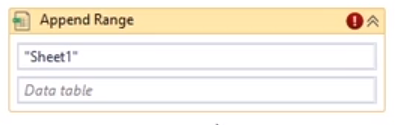 Append Range
"Sheet1"
Data table